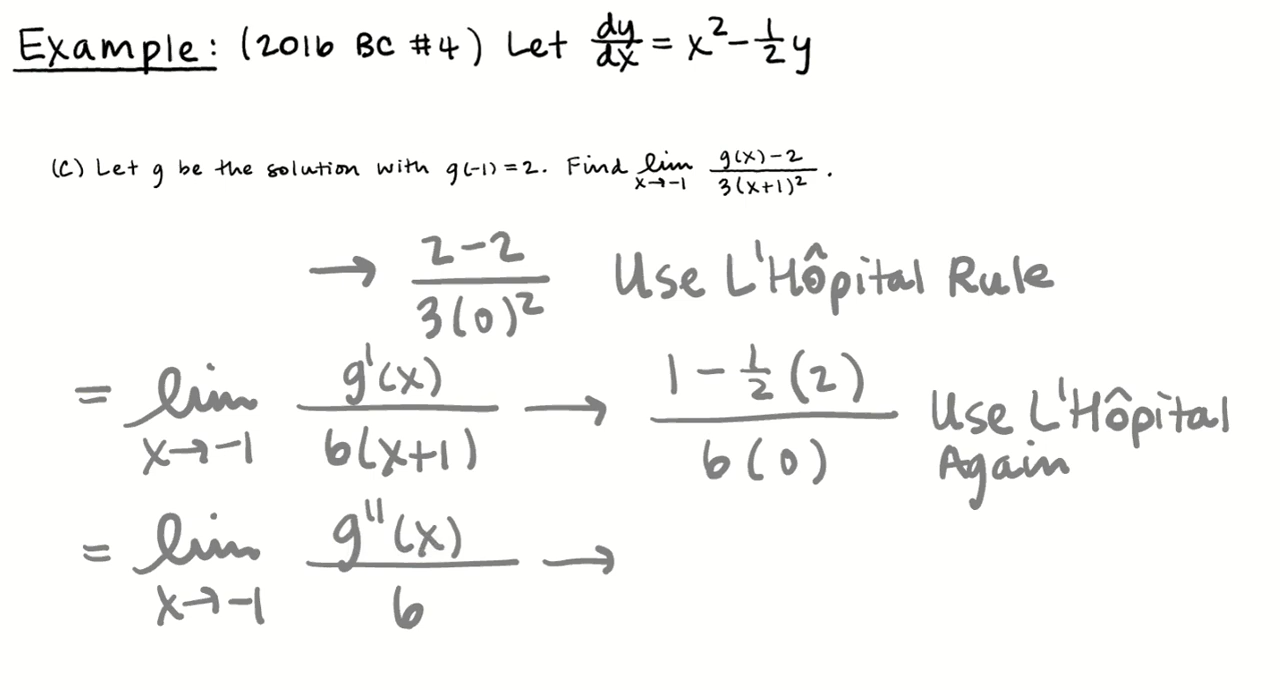 Example: (2016 BC #4) Let dy/dx = x² - 1/2 y
(C) Let g be the solution with g(-1) = 2. Find lim x→-1 (g(x)-2)/(3(x+1)²).
→ (2-2)/(3(0)²) Use L'Hôpital Rule
= lim x→-1 g'(x)/(6(x+1)) → (1 - 1/2 (2))/(6(0)) Use L'Hôpital Again
= lim x→-1 g''(x)/6 →